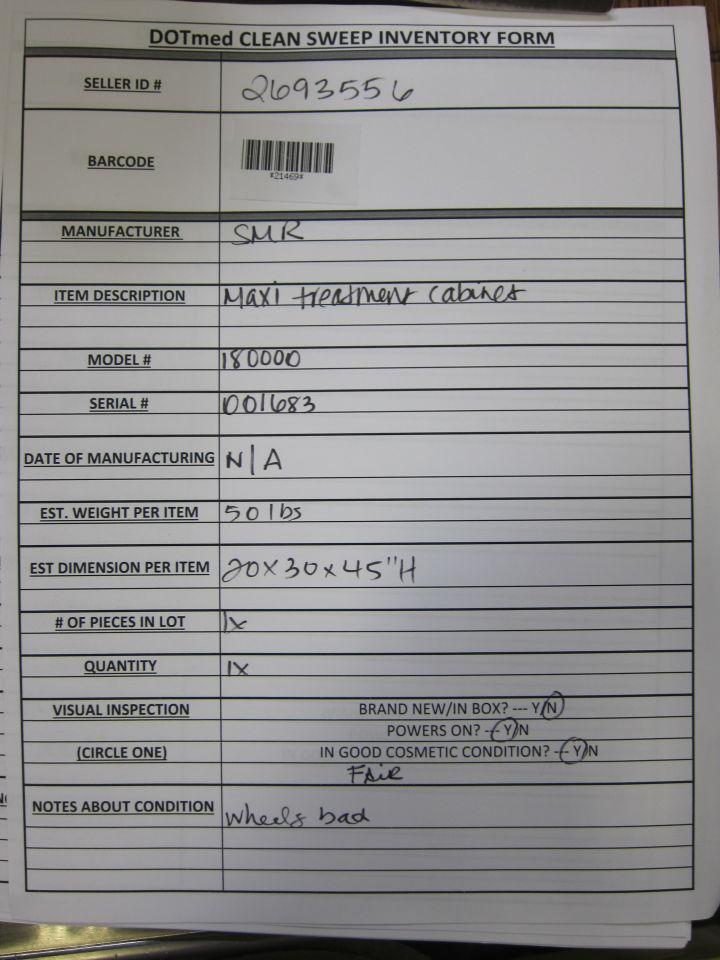 DOTmed CLEAN SWEEP INVENTORY FORM
SELLER ID # 2693556
BARCODE
*21469*
MANUFACTURER SMR
ITEM DESCRIPTION Maxi treatment cabinet
MODEL # 180000
SERIAL # 001683
DATE OF MANUFACTURING N/A
EST. WEIGHT PER ITEM 50 lbs
EST DIMENSION PER ITEM 20X30X45"H
# OF PIECES IN LOT 1x
QUANTITY 1X
VISUAL INSPECTION BRAND NEW/IN BOX? --- Y/N
POWERS ON? --- Y/N
(CIRCLE ONE) IN GOOD COSMETIC CONDITION? --- Y/N
FAIR
NOTES ABOUT CONDITION Wheels bad